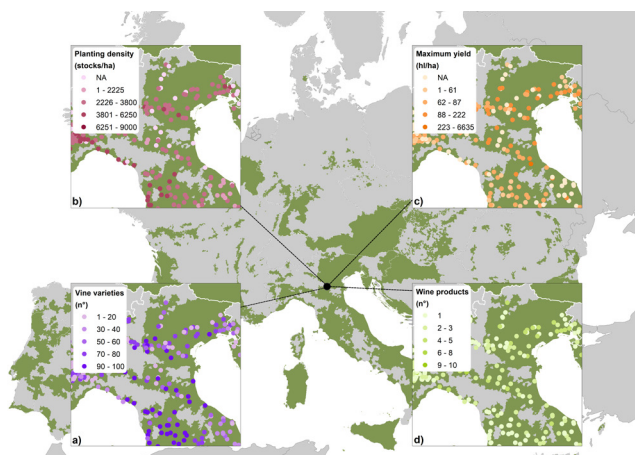 Planting density
(stocks/ha)
NA
1 - 2225
2226 - 3800
3801 - 6250
6251 - 9000
b)
Maximum yield
(hl/ha)
NA
1 - 61
62 - 87
88 - 222
223 - 6635
c)
Vine varieties
(n°)
1 - 20
30 - 40
50 - 60
70 - 80
90 - 100
a)
Wine products
(n°)
1
2 - 3
4 - 5
6 - 8
9 - 10
d)